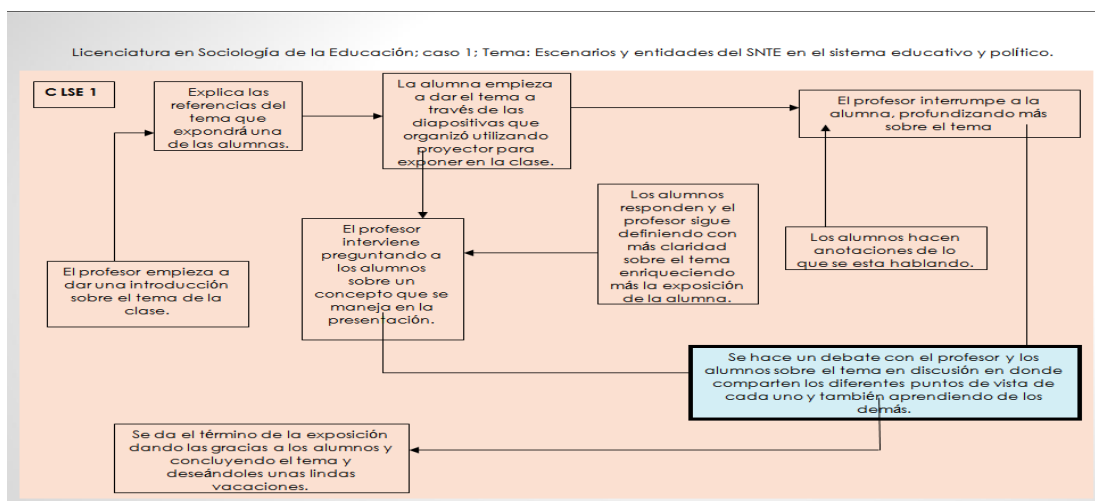 Licenciatura en Sociología de la Educación; caso 1; Tema: Escenarios y entidades del SNTE en el sistema educativo y político.
C LSE 1
Explica las
referencias del
tema que
expondrá una
de las alumnas.
La alumna empieza
a dar el tema a
través de las
diapositivas que
organizó utilizando
proyector para
exponer en la clase.
El profesor interrumpe a la
alumna, profundizando más
sobre el tema
El profesor empieza a
dar una introducción
sobre el tema de la
clase.
El profesor
interviene
preguntando a
los alumnos sobre
un concepto que se
maneja en la
presentación.
Los alumnos
responden y el
profesor sigue
definiendo con
más claridad
sobre el tema
enriqueciendo
más la exposición
de la alumna.
Los alumnos hacen
anotaciones de lo
que se esta hablando.
Se hace un debate con el profesor y los
alumnos sobre el tema en discusión en donde
comparten los diferentes puntos de vista de
cada uno y también aprendiendo de los
demás.
Se da el término de la exposición
dando las gracias a los alumnos y
concluyendo el tema y
deseándoles unas lindas
vacaciones.